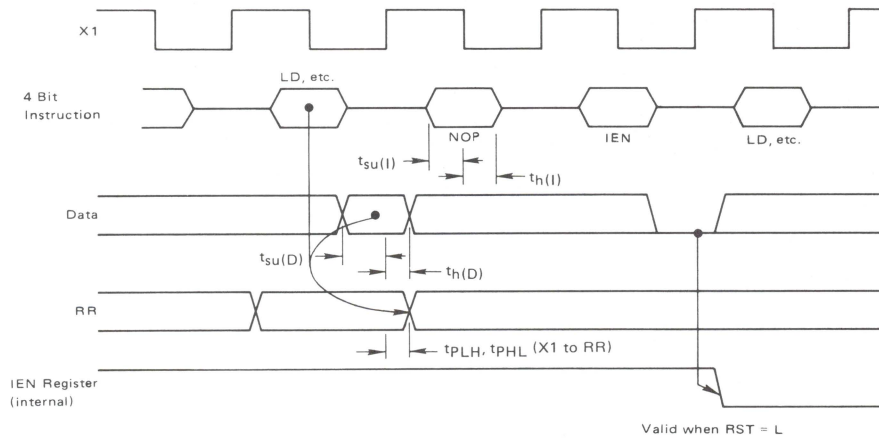 X1
LD, etc.
4 Bit
Instruction
NOP
IEN
LD, etc.
tsu(I)
th(I)
Data
tsu(D)
th(D)
RR
tPLH, tPHL (X1 to RR)
IEN Register
(internal)
Valid when RST = L